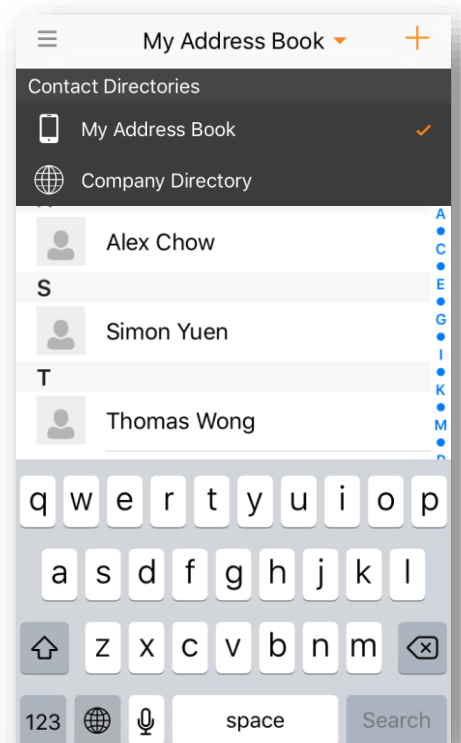 My Address Book
Contact Directories
My Address Book
Company Directory
A
Alex Chow
C
E
S
G
Simon Yuen
I
T
K
Thomas Wong
M
q w e r t y u i o p
a s d f g h j k l
z x c v b n m
123 space Search